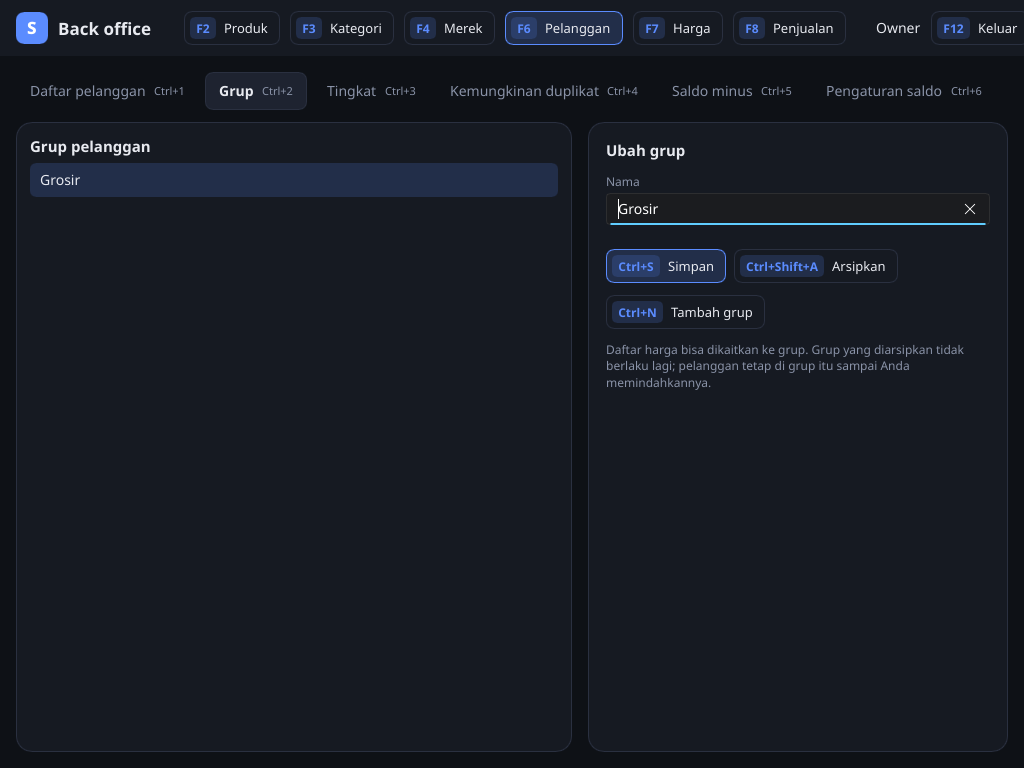 S Back office F2 Produk F3 Kategori F4 Merek F6 Pelanggan F7 Harga F8 Penjualan Owner F12 Keluar
Daftar pelanggan Ctrl+1 Grup Ctrl+2 Tingkat Ctrl+3 Kemungkinan duplikat Ctrl+4 Saldo minus Ctrl+5 Pengaturan saldo Ctrl+6
Grup pelanggan
Grosir
Ubah grup
Nama
Grosir
Ctrl+S Simpan Ctrl+Shift+A Arsipkan
Ctrl+N Tambah grup
Daftar harga bisa dikaitkan ke grup. Grup yang diarsipkan tidak
berlaku lagi; pelanggan tetap di grup itu sampai Anda
memindahkannya.